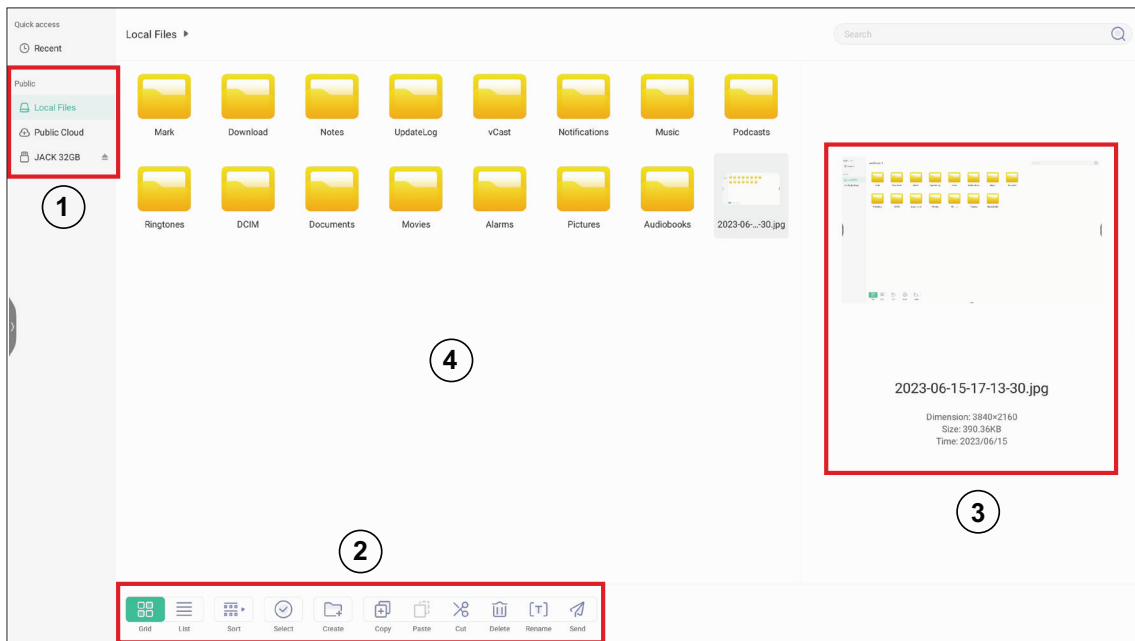 Quick access
Recent
Public
Local Files
Public Cloud
JACK 32GB
1
Local Files
Search
Mark Download Notes UpdateLog vCast Notifications Music Podcasts
Ringtones DCIM Documents Movies Alarms Pictures Audiobooks 2023-06-...-30.jpg
4
2023-06-15-17-13-30.jpg
Dimension: 3840×2160
Size: 390.36KB
Time: 2023/06/15
3
2
Grid List Sort Select Create Copy Paste Cut Delete Rename Send